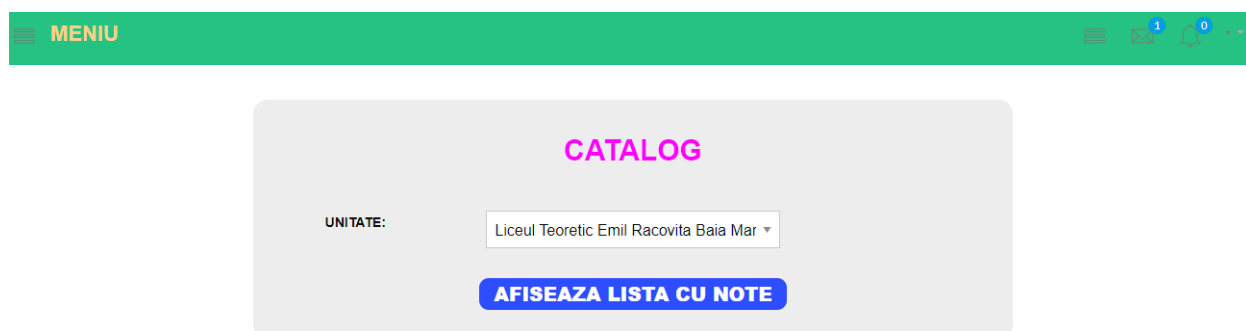 MENIU
1
0
CATALOG
UNITATE:
Liceul Teoretic Emil Racovita Baia Mar
AFISEAZA LISTA CU NOTE